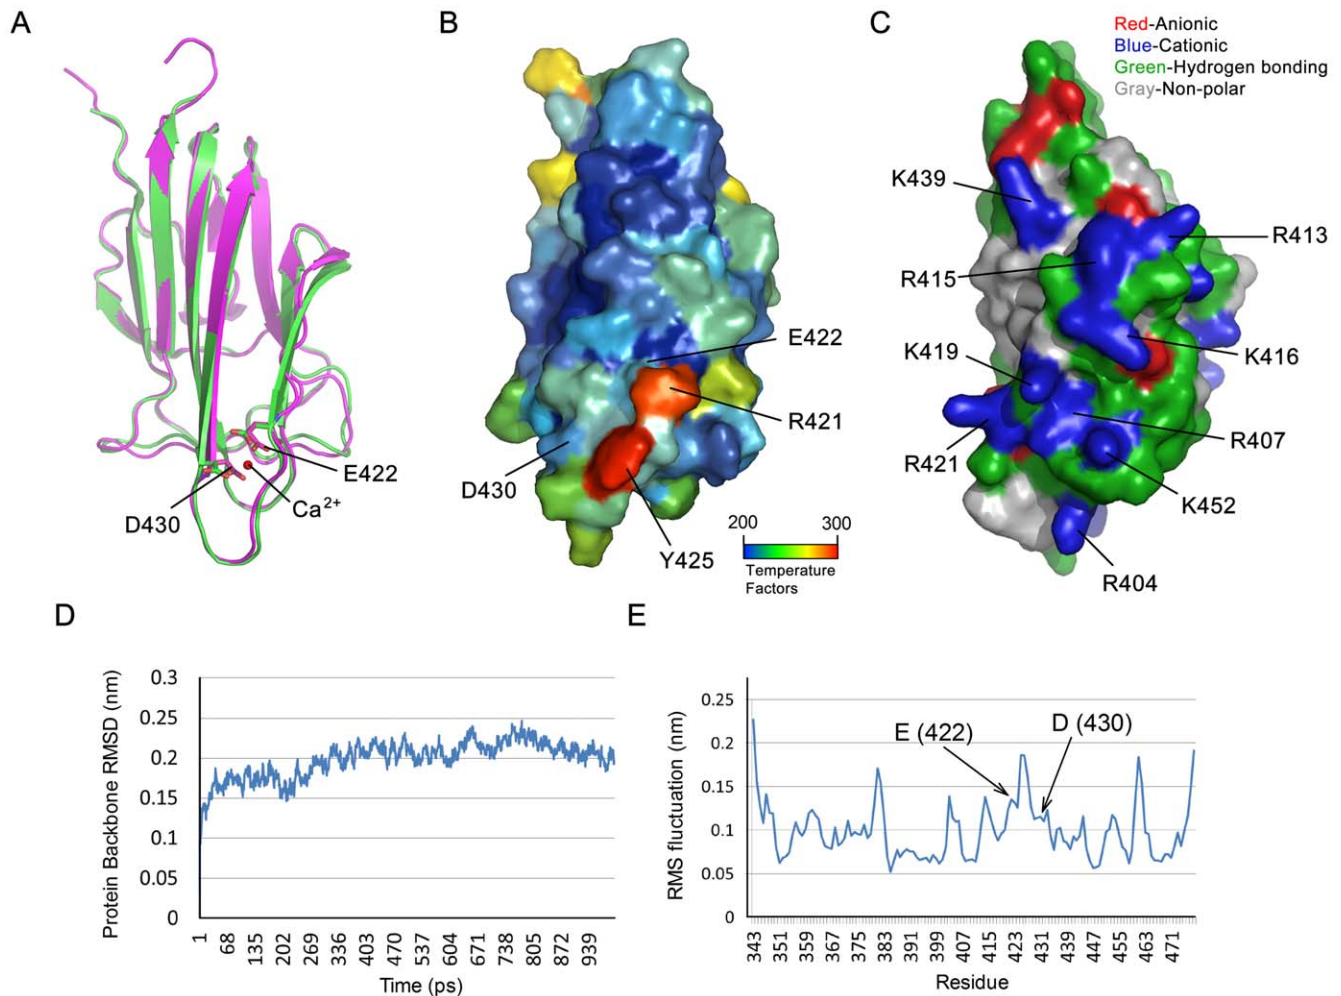 A
D430
Ca2+
E422
B
E422
R421
D430
Y425
200
300
Temperature
Factors
C
Red-Anionic
Blue-Cationic
Green-Hydrogen bonding
Gray-Non-polar
K439
R413
R415
K419
K416
R421
R407
K452
R404
D
Protein Backbone RMSD (nm)
0.3
0.25
0.2
0.15
0.1
0.05
0
1 68 135 202 269 336 403 470 537 604 671 738 805 872 939
Time (ps)
E
RMS fluctuation (nm)
0.25
0.2
0.15
0.1
0.05
0
E (422)
D (430)
343 351 359 367 375 383 391 399 407 415 423 431 439 447 455 463 471
Residue